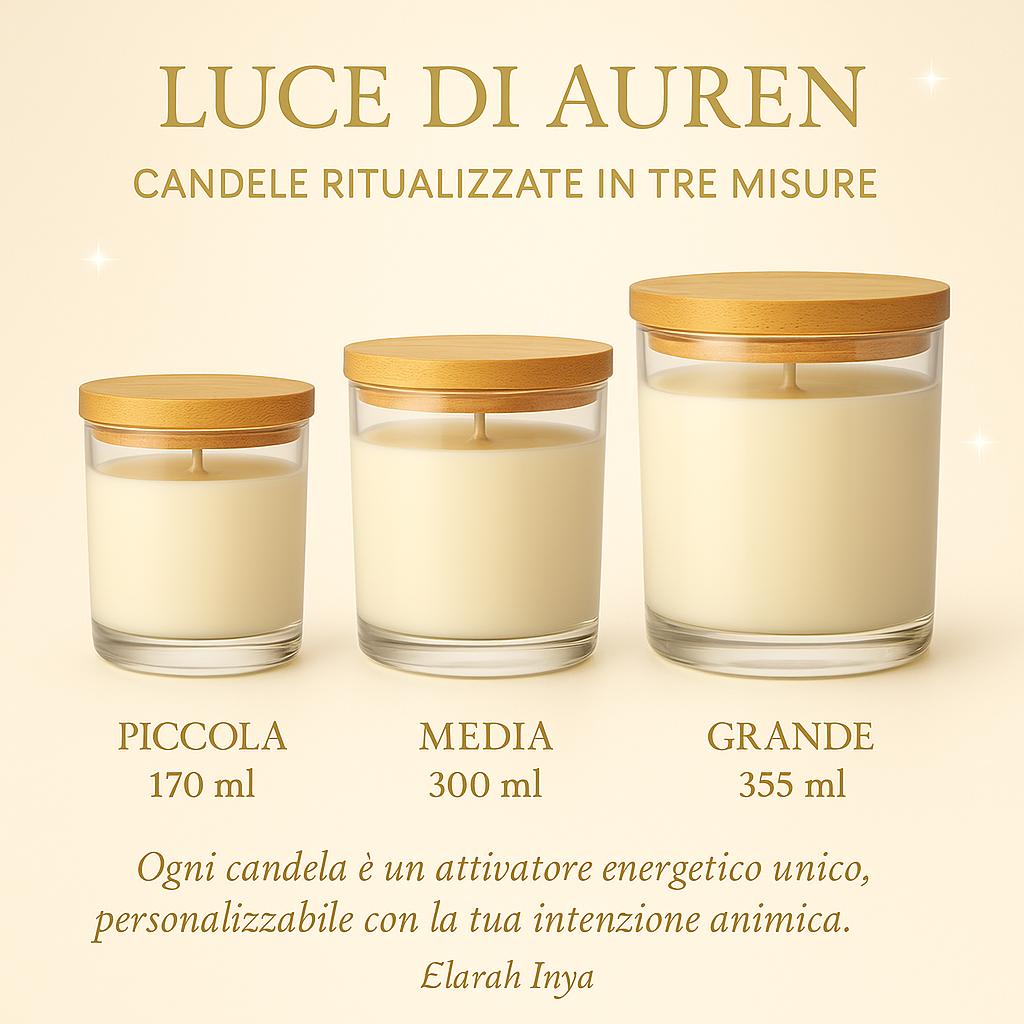 LUCE DI AUREN
CANDELE RITUALIZZATE IN TRE MISURE
PICCOLA
170 ml
MEDIA
300 ml
GRANDE
355 ml
Ogni candela è un attivatore energetico unico,
personalizzabile con la tua intenzione animica.
Elarah Inya